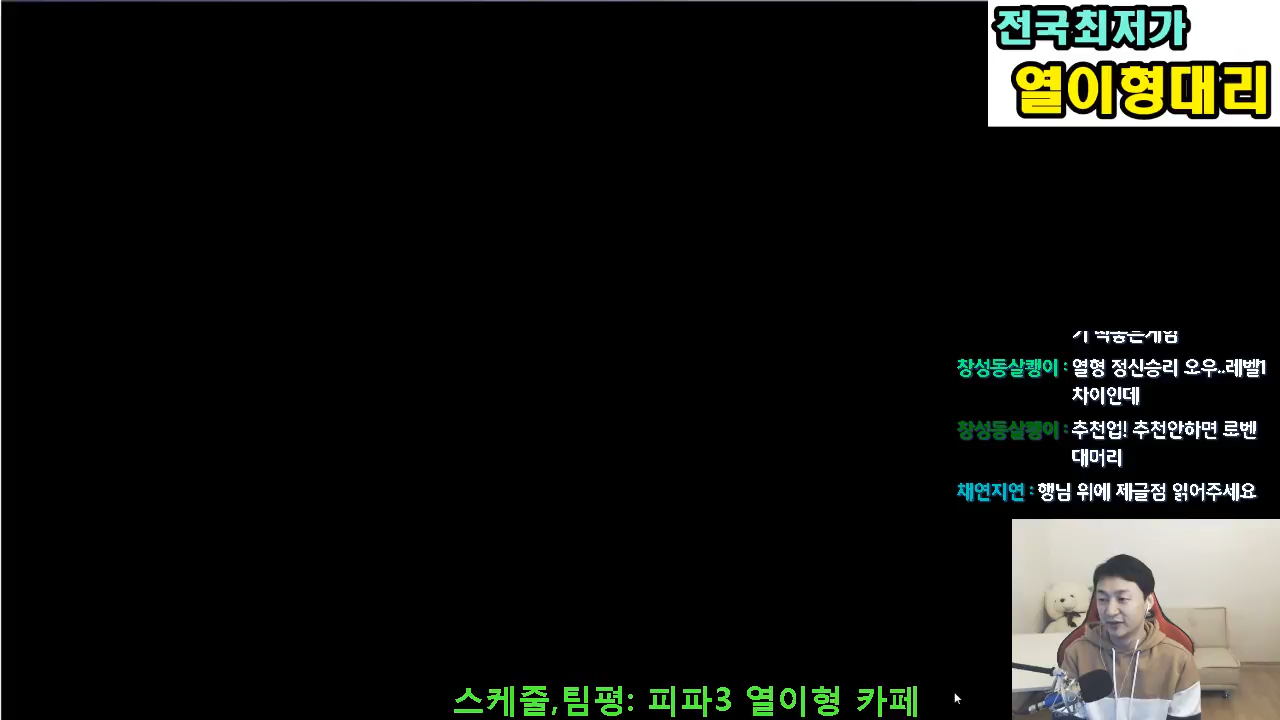 전국최저가
열이형대리
창성동살쾡이 : 열형 정신승리 오우..레벨1
차이인데
창성동살쾡이 : 추천업! 추천안하면 로벤
대머리
채연지연 : 행님 위에 제글점 읽어주세요
스케줄,팀평: 피파3 열이형 카페